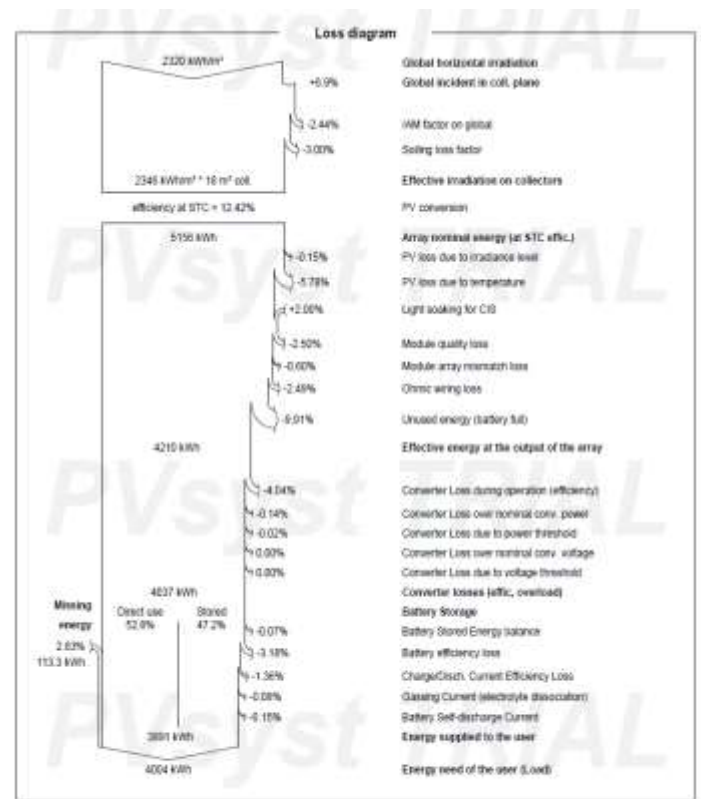 PVsyst TRIAL
Loss diagram
2320 kWh/m² Global horizontal irradiation
+6.9% Global incident in coll. plane
-2.44% IAM factor on global
-3.00% Soiling loss factor
2346 kWh/m² * 18 m² coll. Effective irradiation on collectors
efficiency at STC = 12.42% PV conversion
5156 kWh Array nominal energy (at STC effic.)
-0.15% PV loss due to irradiance level
-5.78% PV loss due to temperature
PVsyst TRIAL
+2.00% Light soaking for CIS
-2.50% Module quality loss
-0.60% Module array mismatch loss
-2.49% Ohmic wiring loss
-9.91% Unused energy (battery full)
4210 kWh Effective energy at the output of the array
PVsyst TRIAL
-4.04% Converter Loss during operation (efficiency)
-0.14% Converter Loss over nominal conv. power
-0.02% Converter Loss due to power threshold
0.00% Converter Loss over nominal conv. voltage
0.00% Converter Loss due to voltage threshold
4037 kWh Converter losses (effic, overload)
Missing energy Direct use Stored Battery Storage
52.8% 47.2% -0.07% Battery Stored Energy balance
2.83% -3.18% Battery efficiency loss
113.3 kWh -1.36% Charge/Disch. Current Efficiency Loss
Gassing Current (electrolyte dissociation)
-0.15% Battery Self-discharge Current
PVsyst TRIAL
3891 kWh Energy supplied to the user
4004 kWh Energy need of the user (Load)